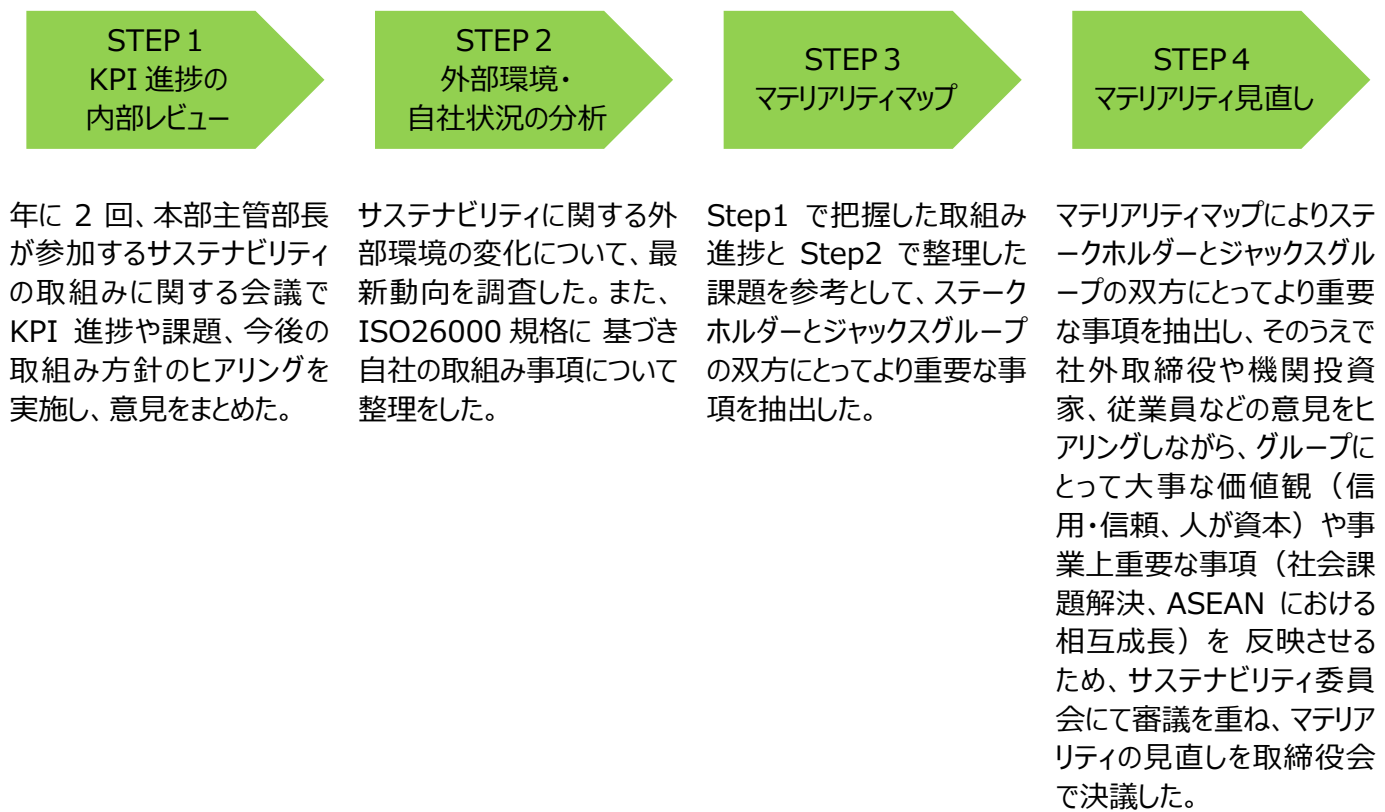 STEP 1
KPI 進捗の
内部レビュー
STEP 2
外部環境・
自社状況の分析
STEP 3
マテリアリティマップ
STEP 4
マテリアリティ見直し
年に 2 回、本部主管部長
が参加するサステナビリティ
の取組みに関する会議で
KPI 進捗や課題、今後の
取組み方針のヒアリングを
実施し、意見をまとめた。
サステナビリティに関する外
部環境の変化について、最
新動向を調査した。また、
ISO26000 規格に 基づき
自社の取組み事項について
整理をした。
Step1 で把握した取組み
進捗と Step2 で整理した
課題を参考として、ステーク
ホルダーとジャックスグループ
の双方にとってより重要な事
項を抽出した。
マテリアリティマップによりステ
ークホルダーとジャックスグル
ープの双方にとってより重要
な事項を抽出し、そのうえで
社外取締役や機関投資
家、従業員などの意見をヒ
アリングしながら、グループに
とって大事な価値観（信
用・信頼、人が資本）や事
業上重要な事項（社会課
題解決、ASEAN における
相互成長）を 反映させる
ため、サステナビリティ委員
会にて審議を重ね、マテリア
リティの見直しを取締役会
で決議した。